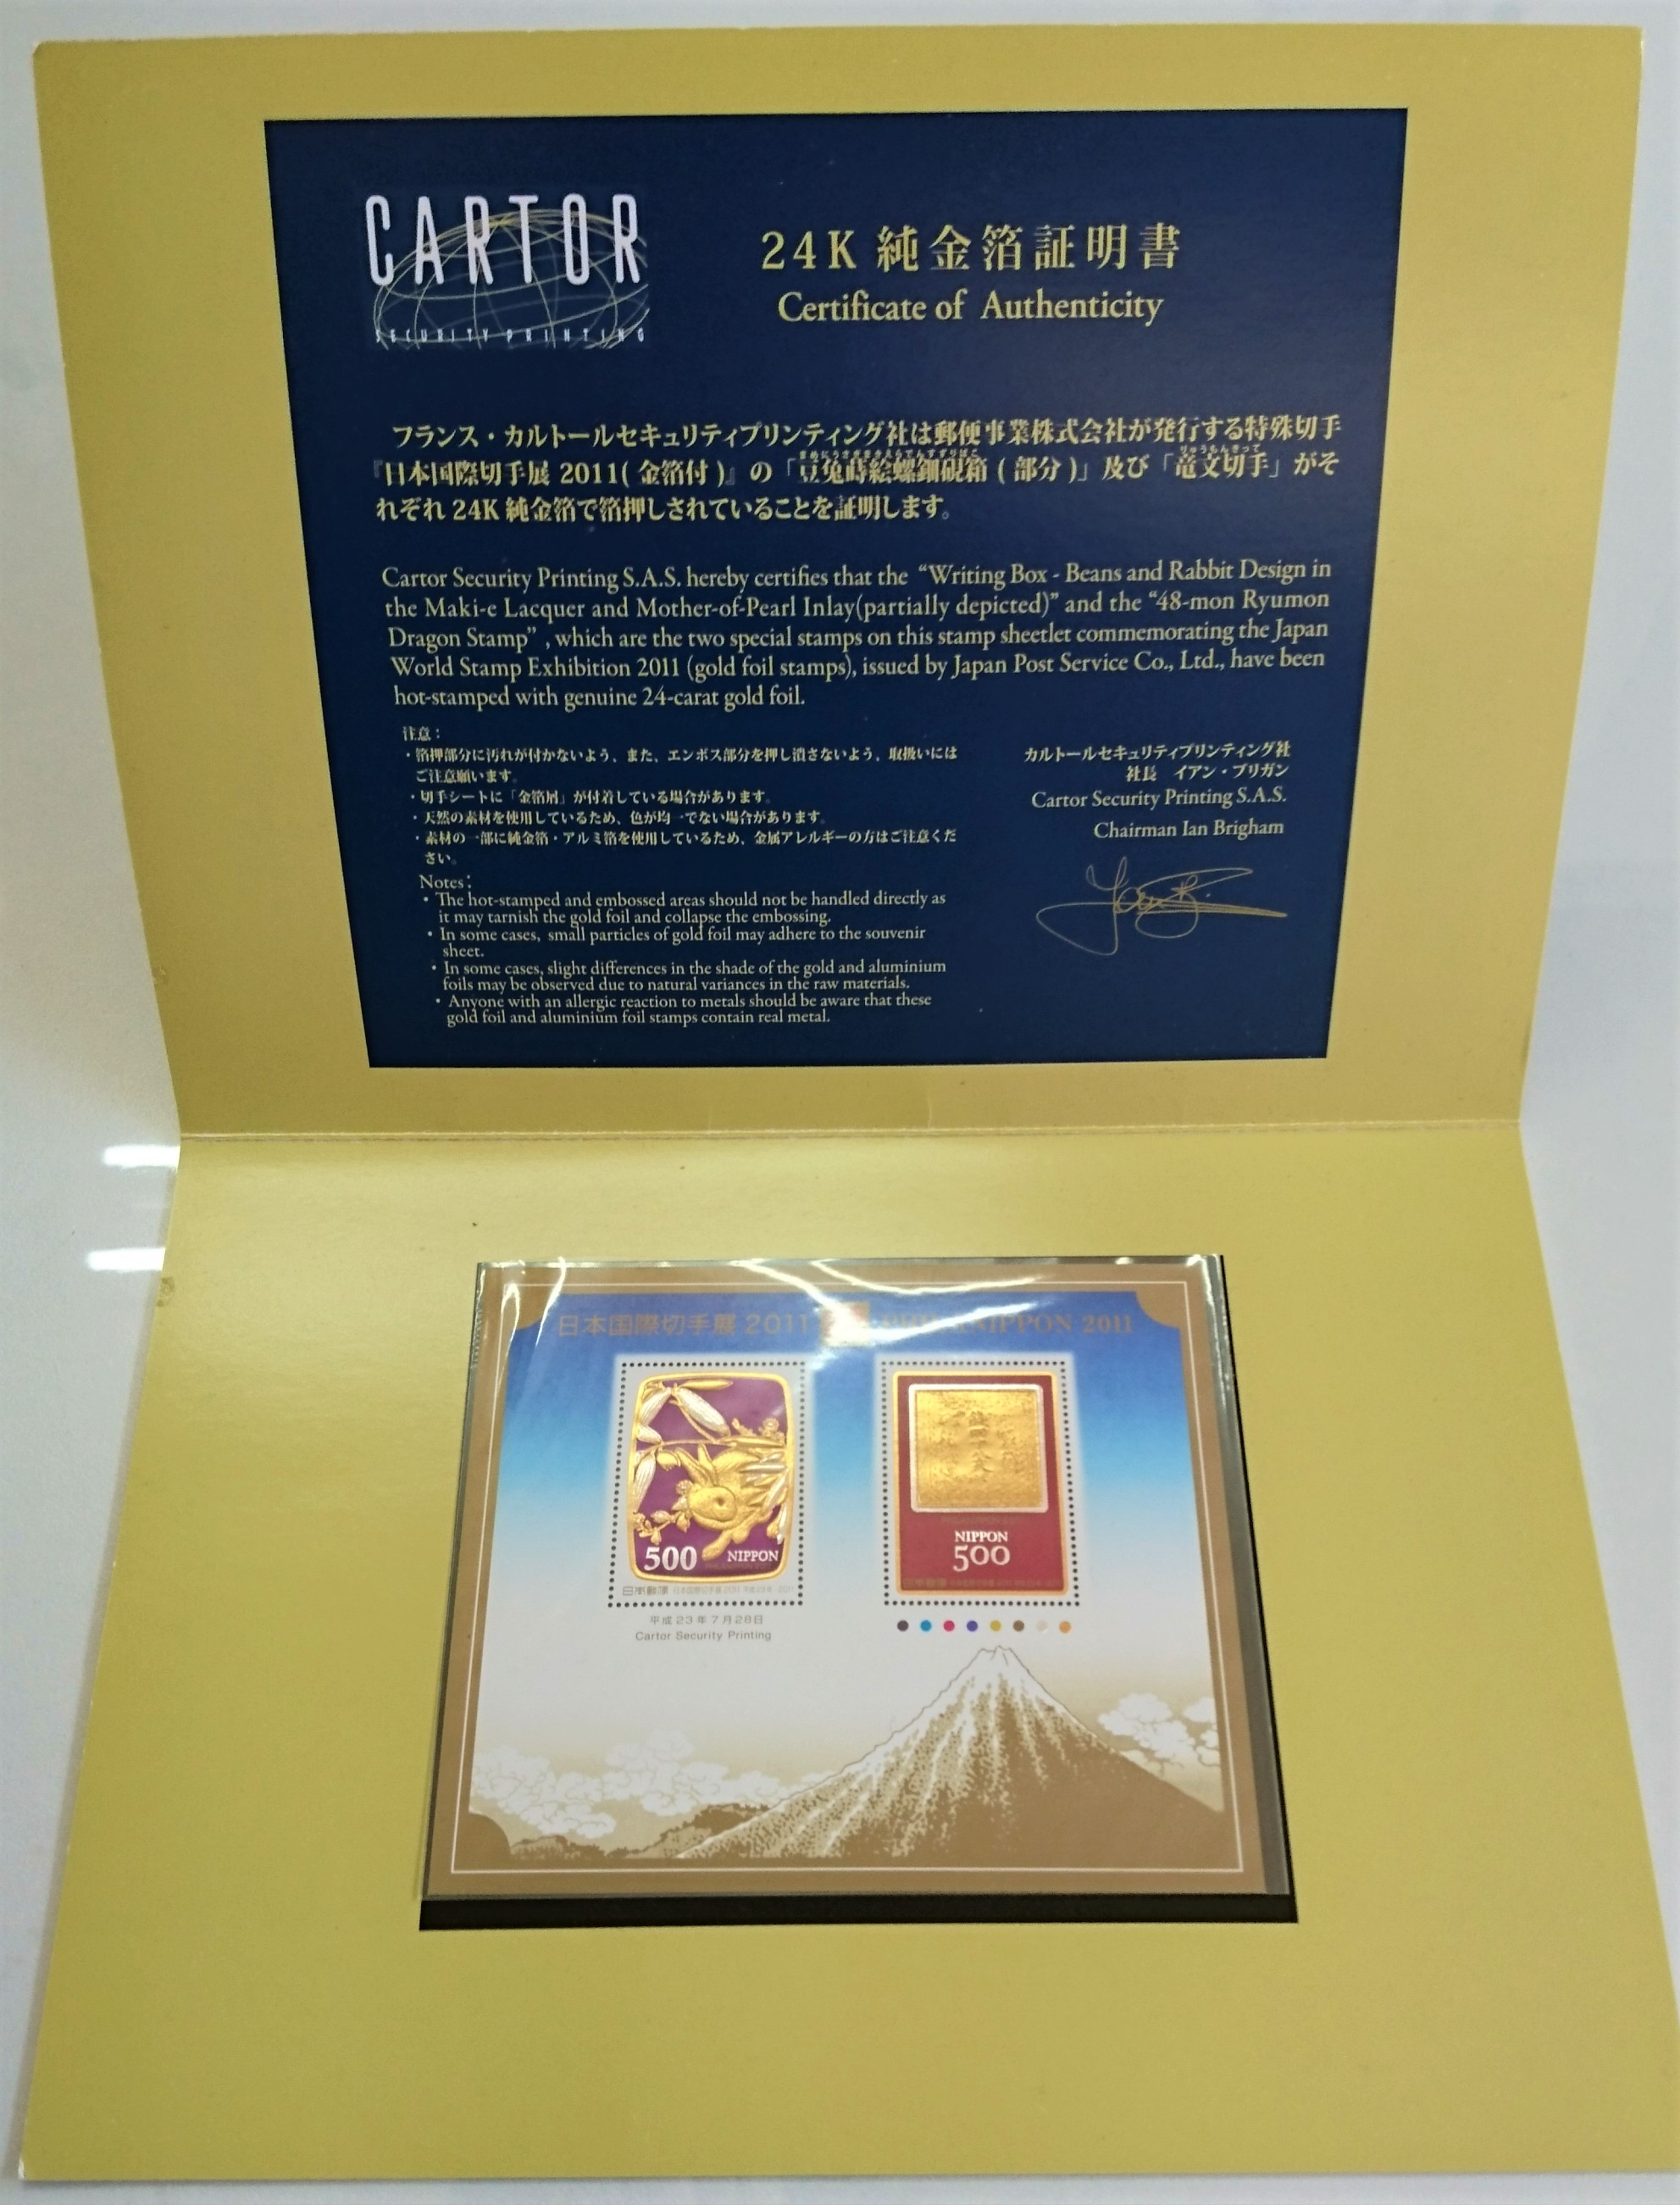 CARTOR
SECURITY PRINTING
24K 純金箔証明書
Certificate of Authenticity
フランス・カルトールセキュリティプリンティング社は郵便事業株式会社が発行する特殊切手
『日本国際切手展 2011( 金箔付 )』の「豆兎蒔絵螺鈿硯箱 ( 部分 )」及び「竜文切手」がそ
れぞれ 24K 純金箔で箔押しされていることを証明します。
Cartor Security Printing S.A.S. hereby certifies that the “Writing Box - Beans and Rabbit Design in
the Maki-e Lacquer and Mother-of-Pearl Inlay(partially depicted)” and the “48-mon Ryumon
Dragon Stamp” , which are the two special stamps on this stamp sheetlet commemorating the Japan
World Stamp Exhibition 2011 (gold foil stamps), issued by Japan Post Service Co., Ltd., have been
hot-stamped with genuine 24-carat gold foil.
注意：
・箔押部分に汚れが付かないよう、また、エンボス部分を押し潰さないよう、取扱いには
ご注意願います。
・切手シートに「金箔屑」が付着している場合があります。
・天然の素材を使用しているため、色が均一でない場合があります。
・素材の一部に純金箔・アルミ箔を使用しているため、金属アレルギーの方はご注意くだ
さい。
Notes：
・The hot-stamped and embossed areas should not be handled directly as
it may tarnish the gold foil and collapse the embossing.
・In some cases, small particles of gold foil may adhere to the souvenir
sheet.
・In some cases, slight differences in the shade of the gold and aluminium
foils may be observed due to natural variances in the raw materials.
・Anyone with an allergic reaction to metals should be aware that these
gold foil and aluminium foil stamps contain real metal.
カルトールセキュリティプリンティング社
社長　イアン・ブリガン
Cartor Security Printing S.A.S.
Chairman Ian Brigham
日本国際切手展 2011 PHILANIPPON 2011
500 NIPPON
日本郵便 日本国際切手展 2011 平成23年 2011
NIPPON
500
平成23年7月28日
Cartor Security Printing